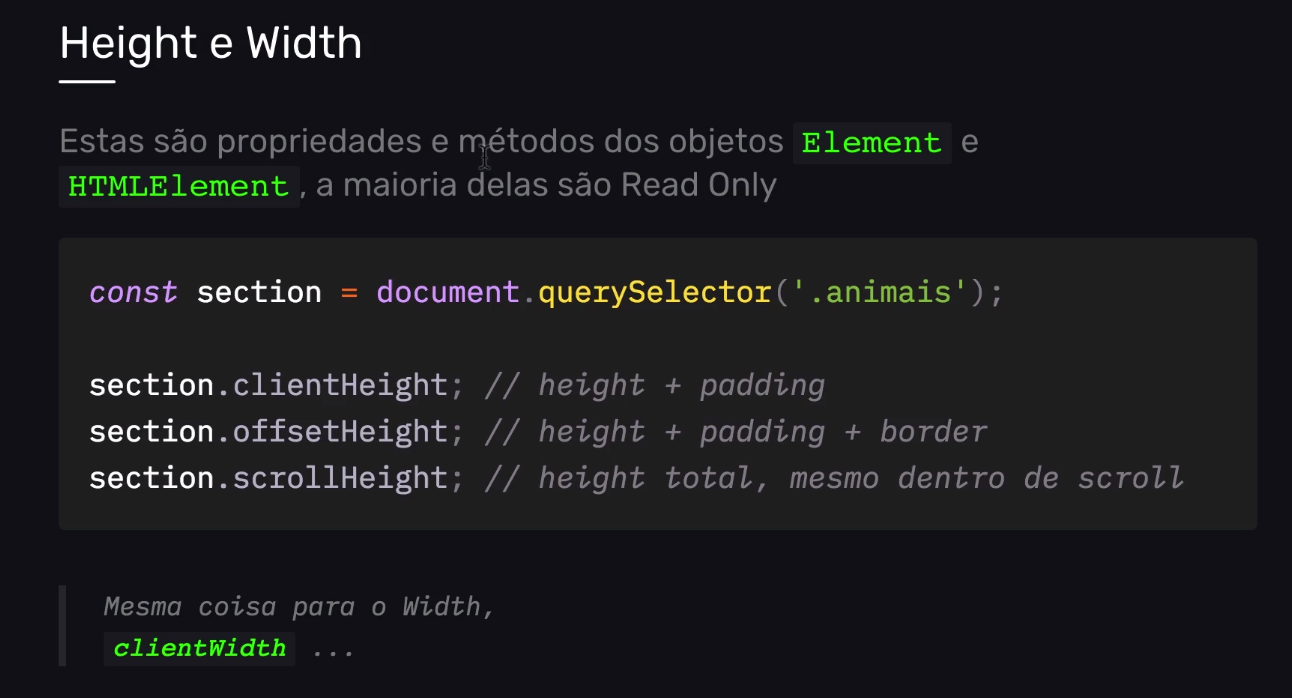 Height e Width
Estas são propriedades e métodos dos objetos Element e
HTMLElement, a maioria delas são Read Only
const section = document.querySelector('.animais');
section.clientHeight; // height + padding
section.offsetHeight; // height + padding + border
section.scrollHeight; // height total, mesmo dentro de scroll
Mesma coisa para o Width,
clientWidth ...